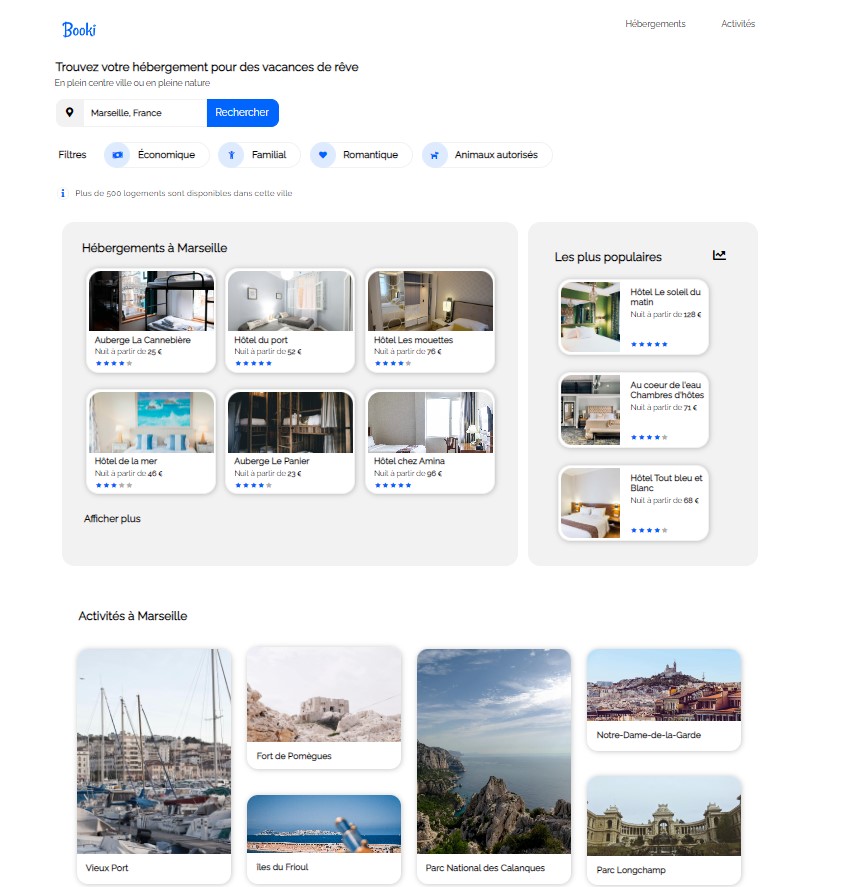 Booki
Hébergements
Activités
Trouvez votre hébergement pour des vacances de rêve
En plein centre ville ou en pleine nature
Marseille, France
Rechercher
Filtres
Économique
Familial
Romantique
Animaux autorisés
Plus de 500 logements sont disponibles dans cette ville
Hébergements à Marseille
Auberge La Cannebière
Nuit à partir de 25 €
Hôtel du port
Nuit à partir de 52 €
Hôtel Les mouettes
Nuit à partir de 76 €
Hôtel de la mer
Nuit à partir de 46 €
Auberge Le Panier
Nuit à partir de 23 €
Hôtel chez Amina
Nuit à partir de 96 €
Afficher plus
Les plus populaires
Hôtel Le soleil du
matin
Nuit à partir de 128 €
Au coeur de l'eau
Chambres d'hôtes
Nuit à partir de 71 €
Hôtel Tout bleu et
Blanc
Nuit à partir de 68 €
Activités à Marseille
Vieux Port
Fort de Pomègues
Îles du Frioul
Parc National des Calanques
Notre-Dame-de-la-Garde
Parc Longchamp